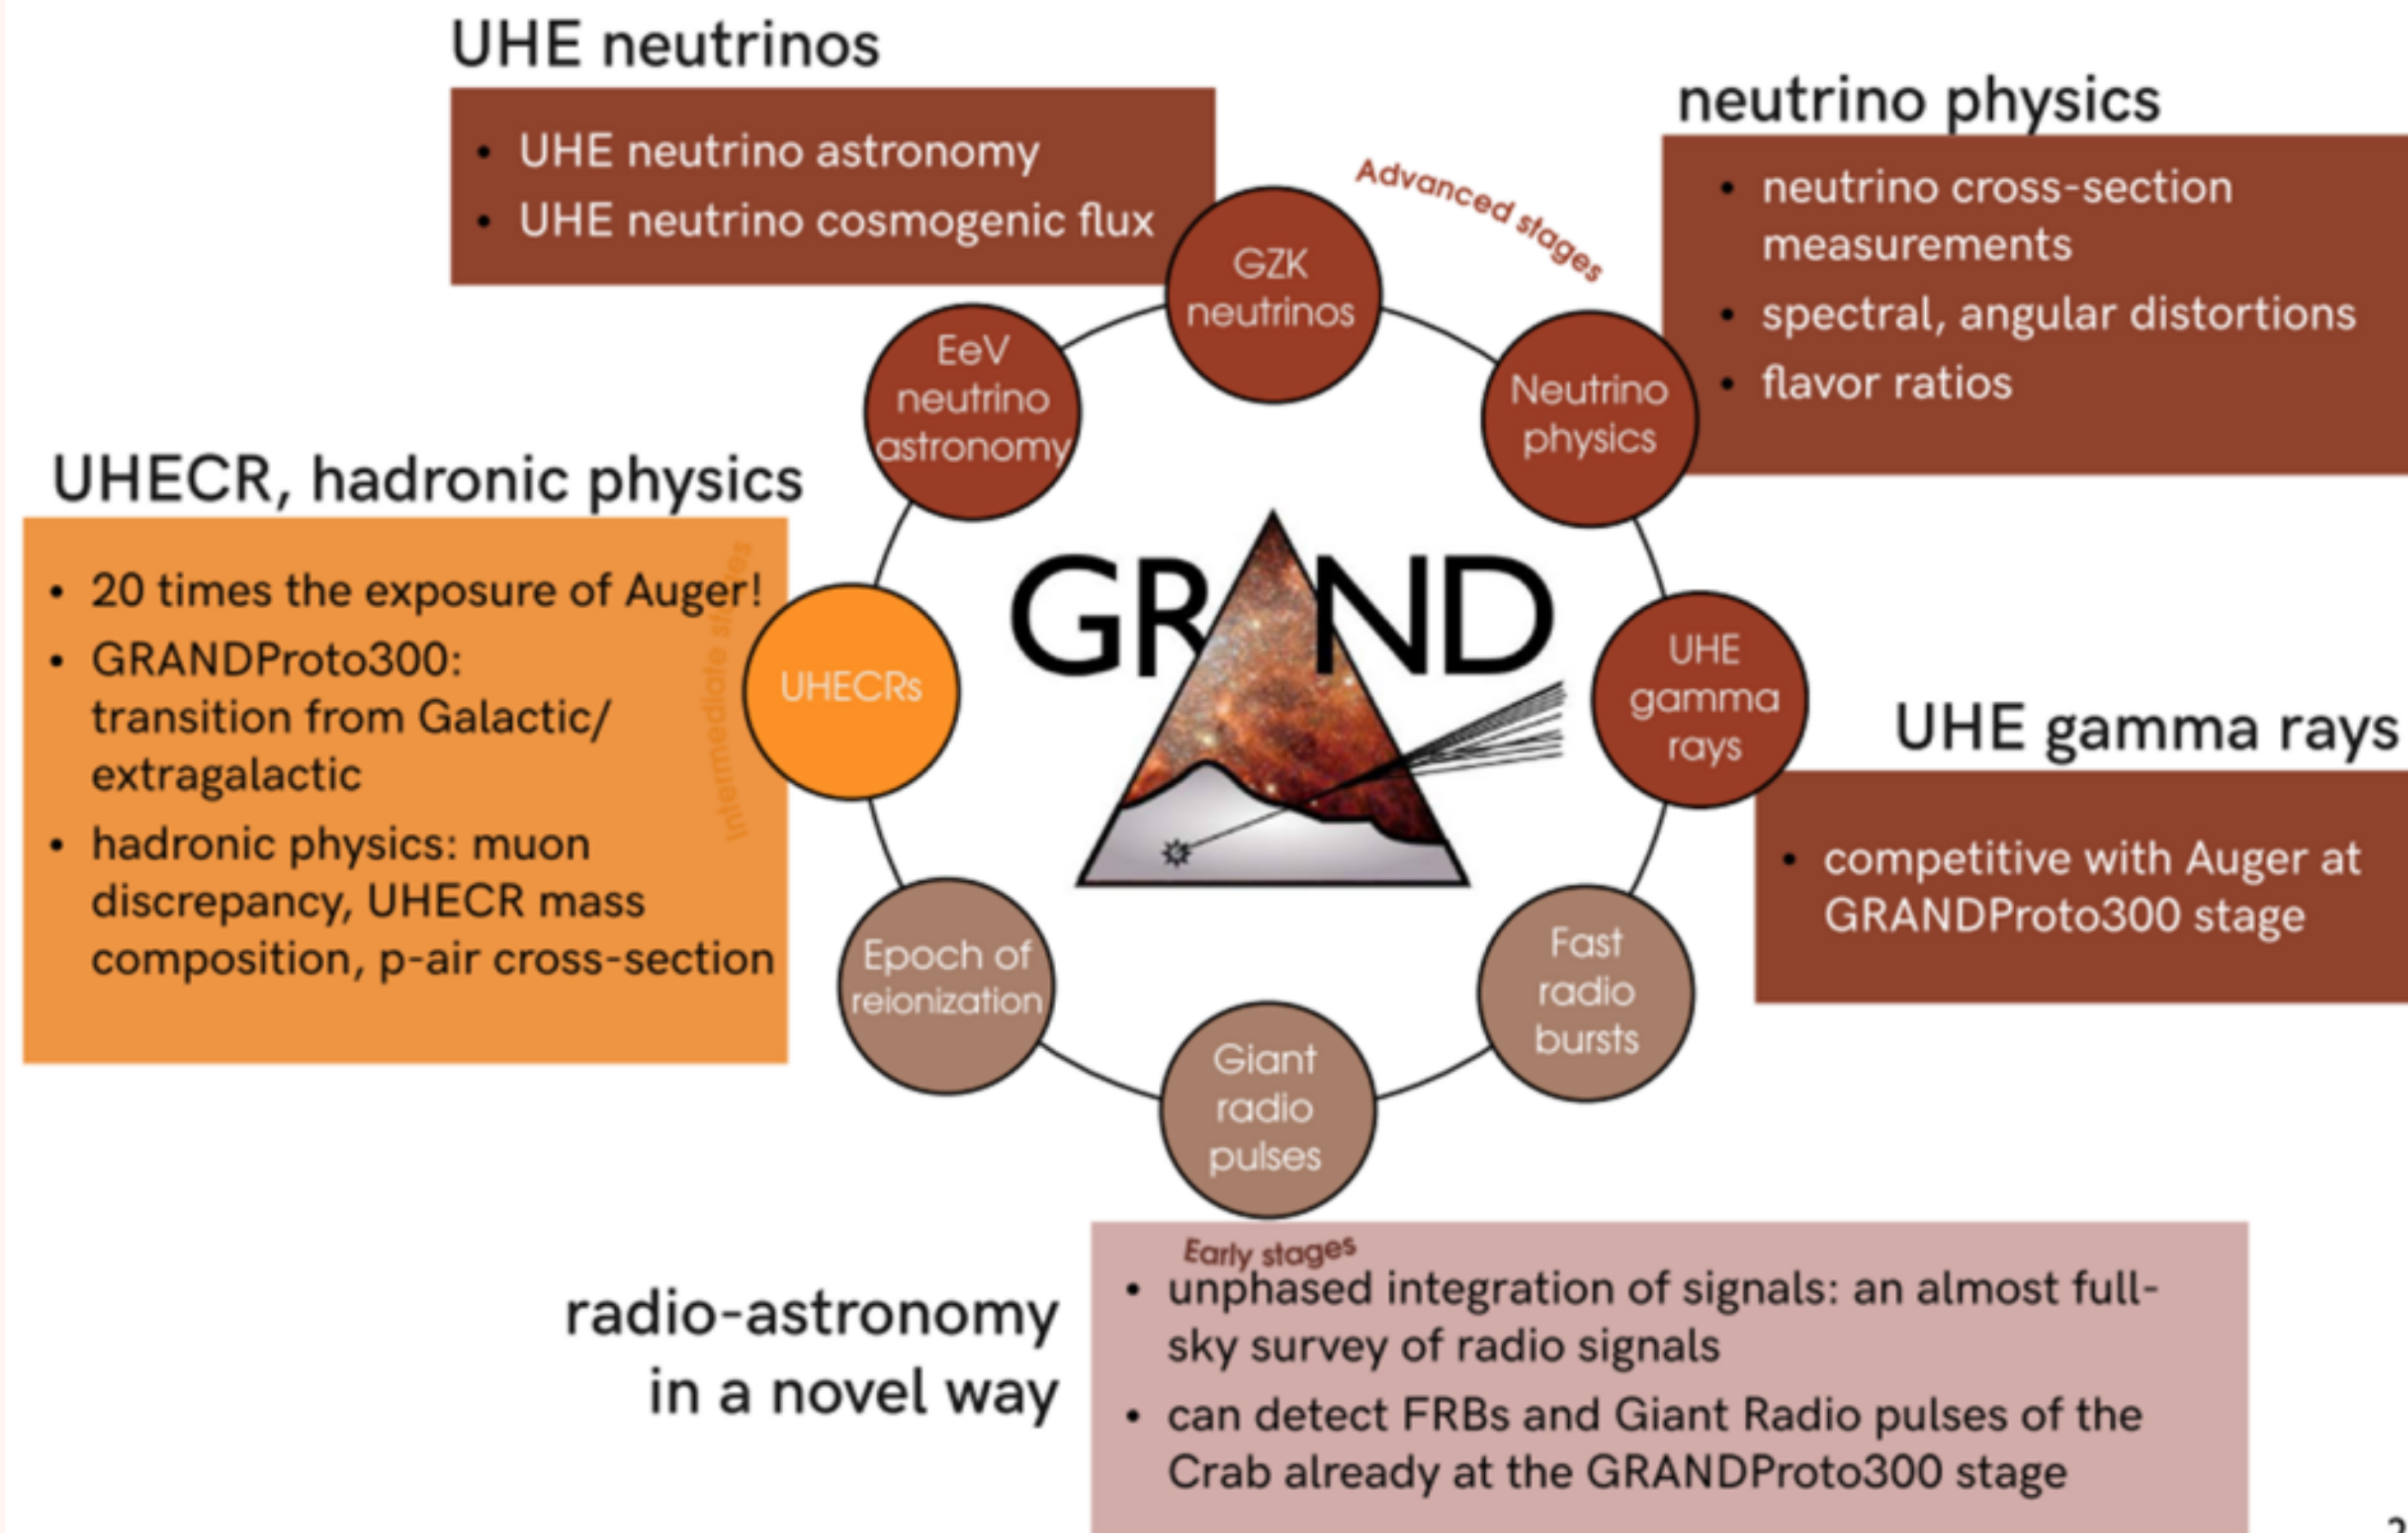 UHE neutrinos
• UHE neutrino astronomy
• UHE neutrino cosmogenic flux
neutrino physics
• neutrino cross-section
measurements
• spectral, angular distortions
• flavor ratios
Advanced stages
GZK
neutrinos
EeV
neutrino
astronomy
Neutrino
physics
UHECR, hadronic physics
• 20 times the exposure of Auger!
• GRANDProto300:
transition from Galactic/
extragalactic
• hadronic physics: muon
discrepancy, UHECR mass
composition, p-air cross-section
Intermediate stages
UHECRs
GRAND
UHE
gamma
rays
UHE gamma rays
• competitive with Auger at
GRANDProto300 stage
Epoch of
reionization
Giant
radio
pulses
Fast
radio
bursts
Early stages
radio-astronomy
in a novel way
• unphased integration of signals: an almost full-
sky survey of radio signals
• can detect FRBs and Giant Radio pulses of the
Crab already at the GRANDProto300 stage